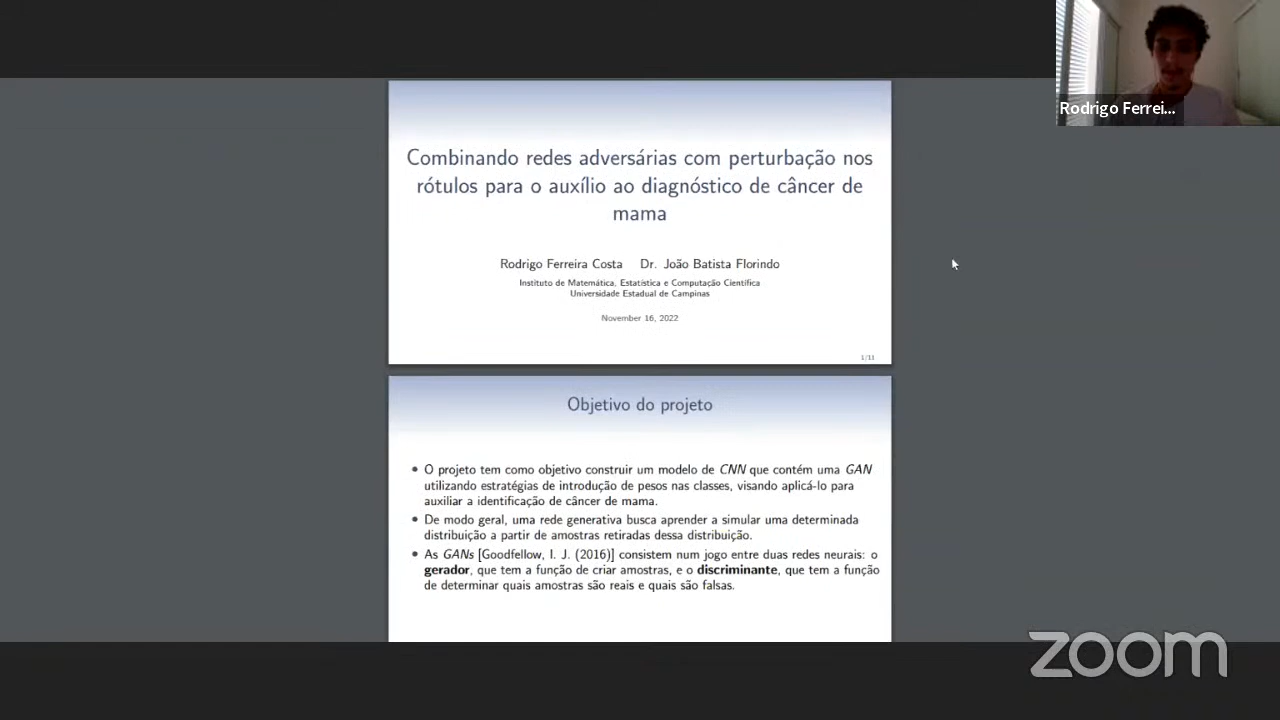 Rodrigo Ferrei...
Combinando redes adversárias com perturbação nos
rótulos para o auxílio ao diagnóstico de câncer de
mama
Rodrigo Ferreira Costa Dr. João Batista Florindo
Instituto de Matemática, Estatística e Computação Científica
Universidade Estadual de Campinas
November 16, 2022
1/11
Objetivo do projeto
• O projeto tem como objetivo construir um modelo de CNN que contém uma GAN
utilizando estratégias de introdução de pesos nas classes, visando aplicá-lo para
auxiliar a identificação de câncer de mama.
• De modo geral, uma rede generativa busca aprender a simular uma determinada
distribuição a partir de amostras retiradas dessa distribuição.
• As GANs [Goodfellow, I. J. (2016)] consistem num jogo entre duas redes neurais: o
gerador, que tem a função de criar amostras, e o discriminante, que tem a função
de determinar quais amostras são reais e quais são falsas.
zoom